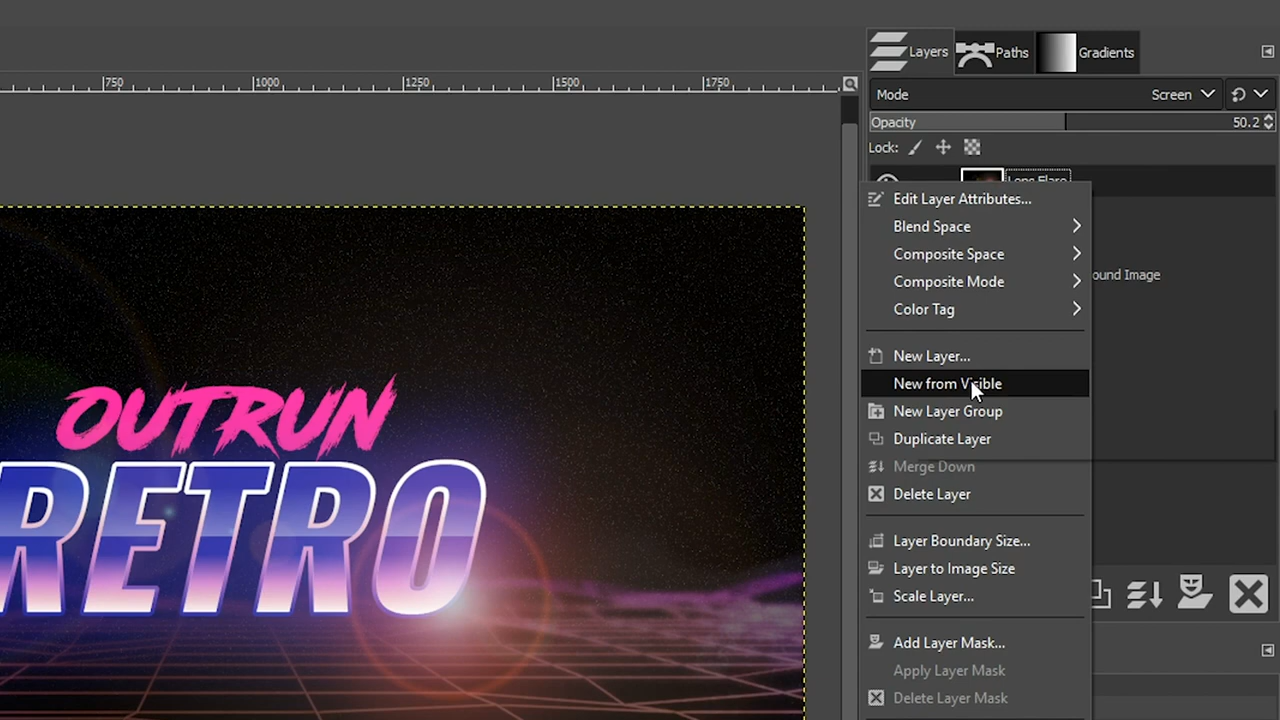 Layers Paths Gradients
750 1000 1250 1500 1750
Mode Screen
Opacity 50.2
Lock:
Lens Flare
Edit Layer Attributes...
Blend Space
Composite Space
ound Image
Composite Mode
Color Tag
New Layer...
New from Visible
New Layer Group
Duplicate Layer
Merge Down
Delete Layer
Layer Boundary Size...
Layer to Image Size
Scale Layer...
Add Layer Mask...
Apply Layer Mask
Delete Layer Mask
OUTRUN
RETRO